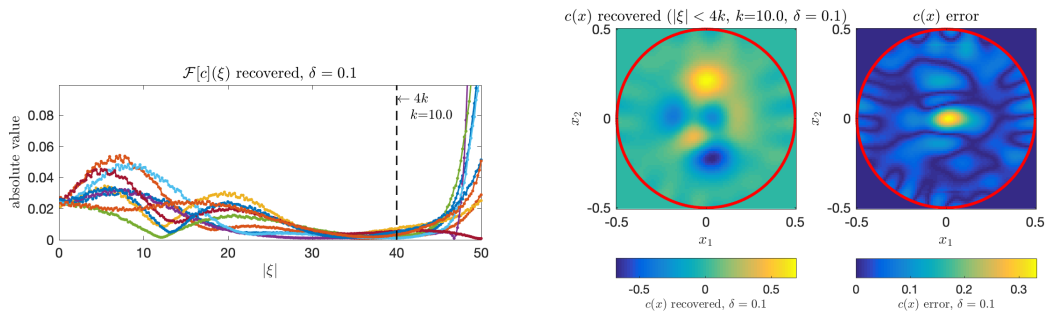 𝓕[c](ξ) recovered, δ = 0.1
absolute value
0.08
0.06
0.04
0.02
0
← 4k
k=10.0
0 10 20 30 40 50
|ξ|
c(x) recovered (|ξ| < 4k, k=10.0, δ = 0.1)
0.5
x₂
0
-0.5
-0.5 0 0.5
x₁
-0.5 0 0.5
c(x) recovered, δ = 0.1
c(x) error
0.5
x₂
0
-0.5
-0.5 0 0.5
x₁
0 0.1 0.2 0.3
c(x) error, δ = 0.1